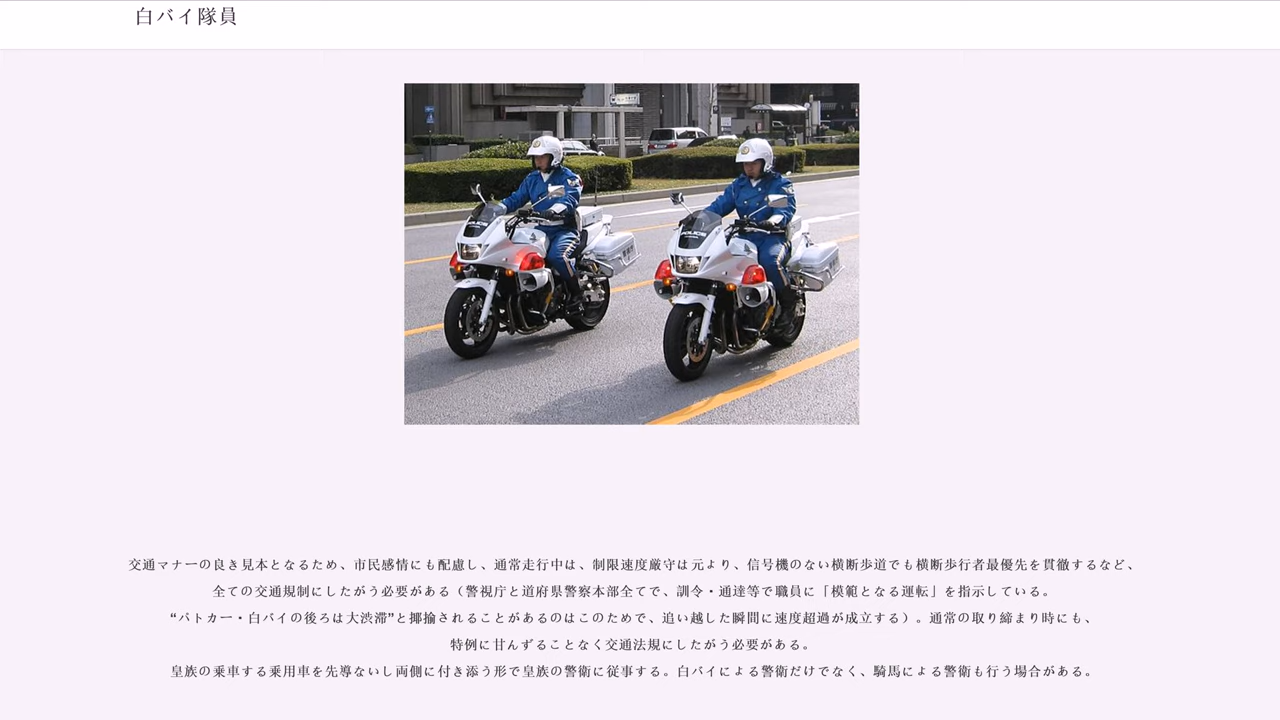 白バイ隊員
POLICE
POLICE
交通マナーの良き見本となるため、市民感情にも配慮し、通常走行中は、制限速度厳守は元より、信号機のない横断歩道でも横断歩行者最優先を貫徹するなど、
全ての交通規制にしたがう必要がある（警視庁と道府県警察本部全てで、訓令・通達等で職員に「模範となる運転」を指示している。
“パトカー・白バイの後ろは大渋滞”と揶揄されることがあるのはこのためで、追い越した瞬間に速度超過が成立する）。通常の取り締まり時にも、
特例に甘んずることなく交通法規にしたがう必要がある。
皇族の乗車する乗用車を先導ないし両側に付き添う形で皇族の警衛に従事する。白バイによる警衛だけでなく、騎馬による警衛も行う場合がある。